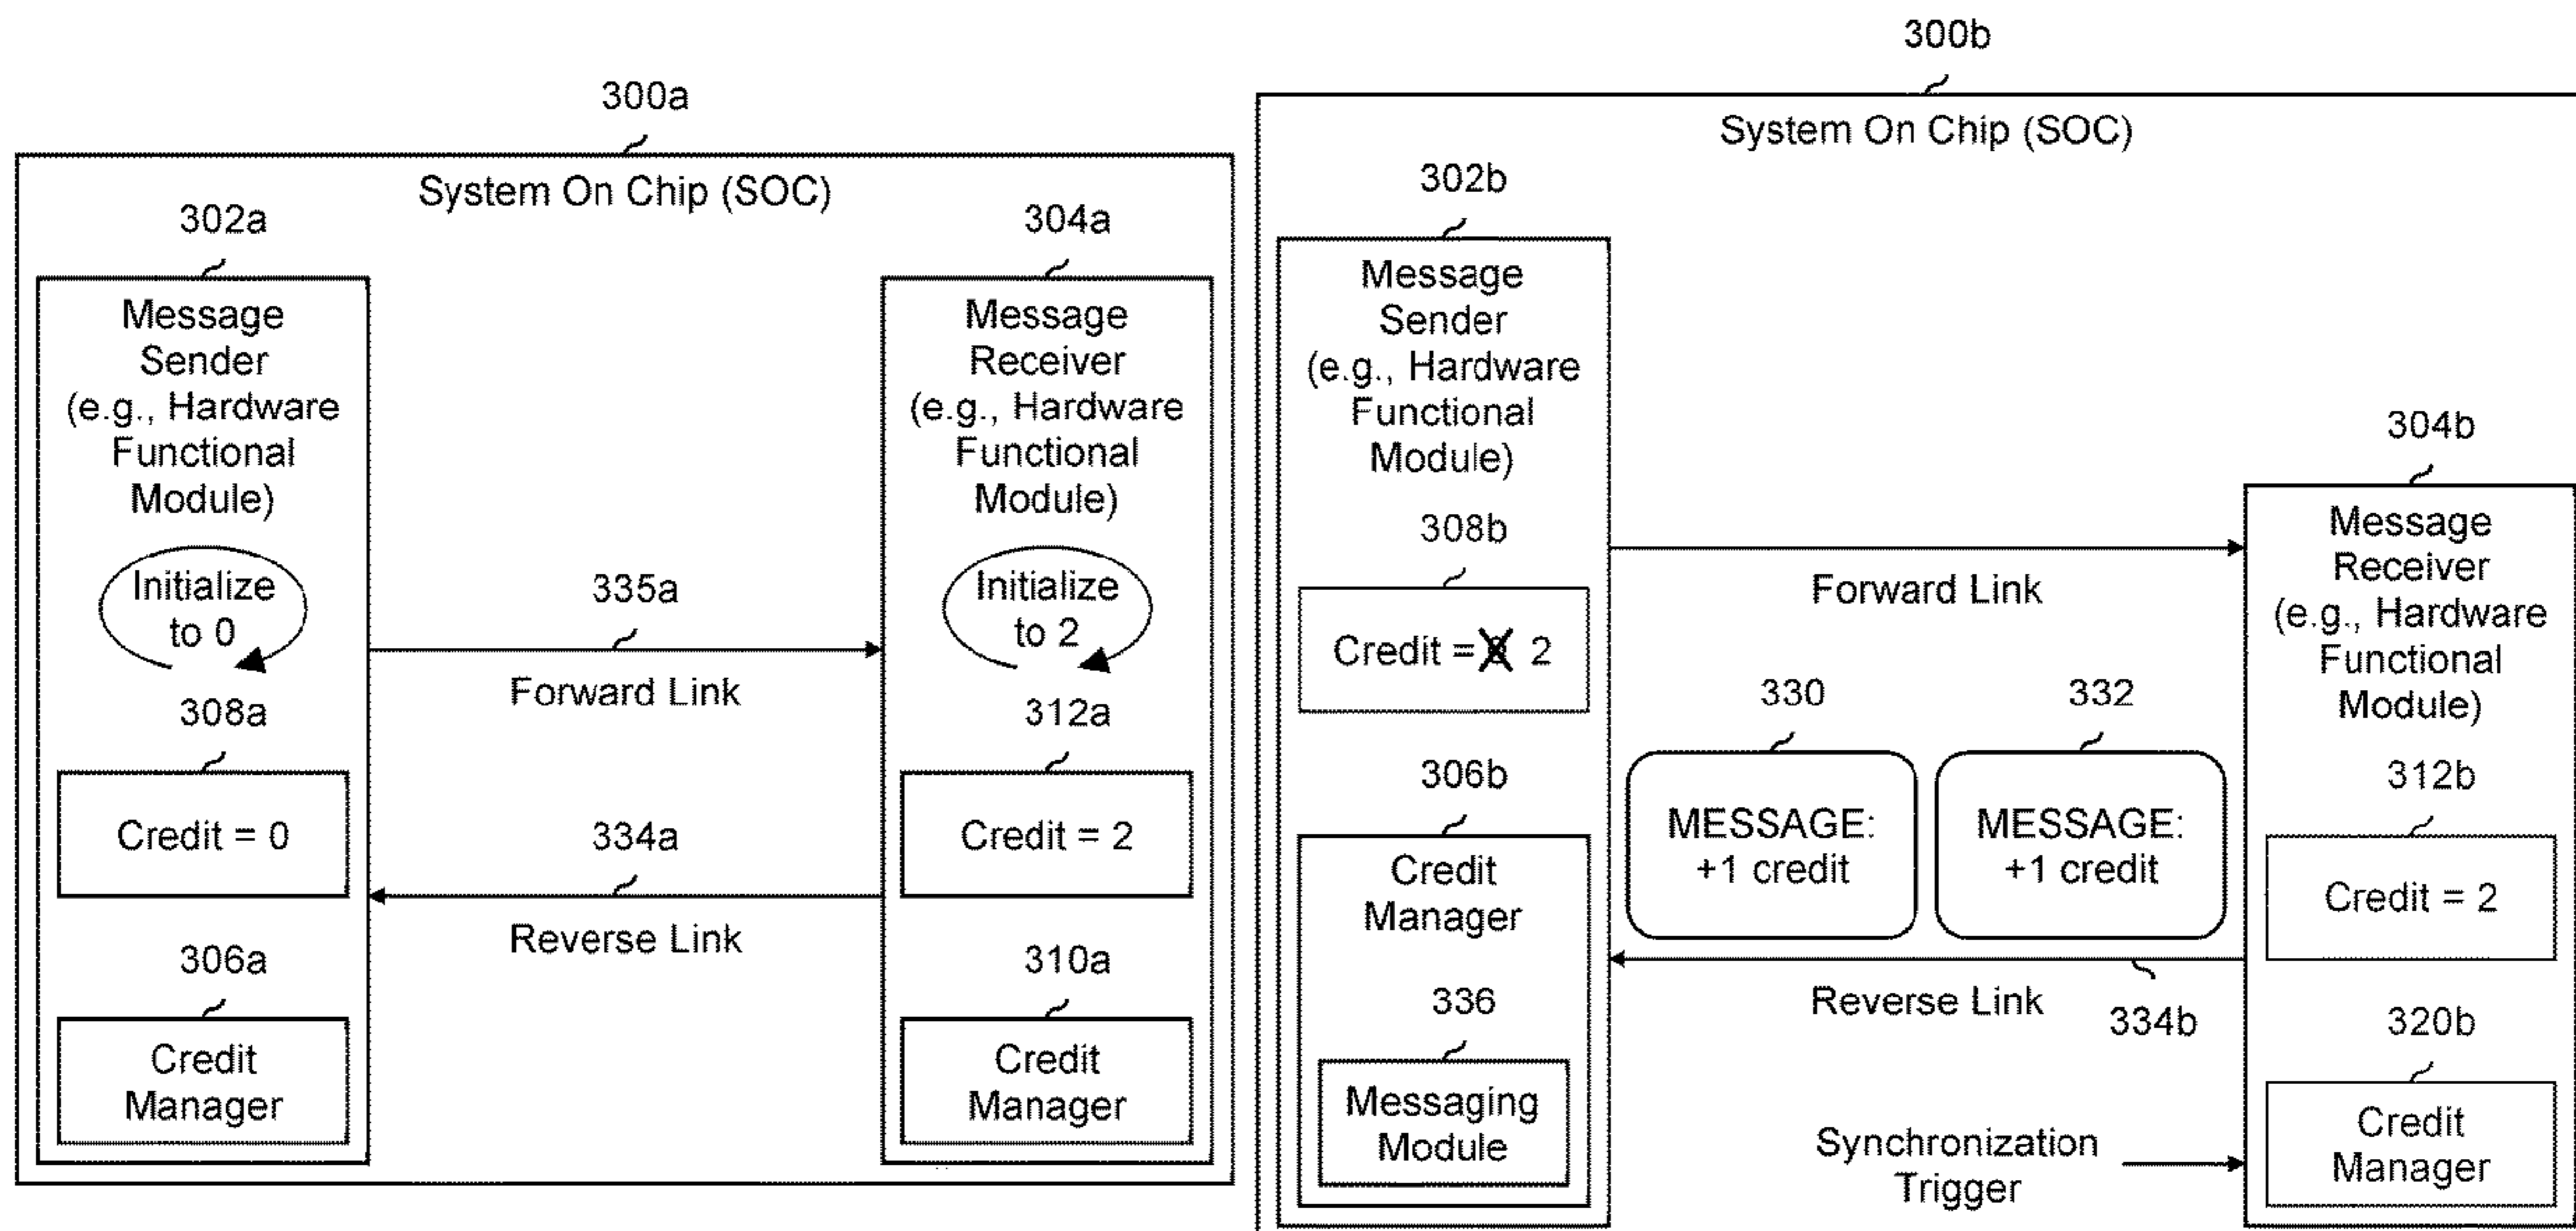 300a
System On Chip (SOC)
302a
Message
Sender
(e.g., Hardware
Functional
Module)
Initialize
to 0
308a
Credit = 0
306a
Credit
Manager
335a
Forward Link
334a
Reverse Link
304a
Message
Receiver
(e.g., Hardware
Functional
Module)
Initialize
to 2
312a
Credit = 2
310a
Credit
Manager
300b
System On Chip (SOC)
302b
Message
Sender
(e.g., Hardware
Functional
Module)
308b
Credit = 2
306b
Credit
Manager
336
Messaging
Module
Forward Link
330
MESSAGE:
+1 credit
332
MESSAGE:
+1 credit
Reverse Link
334b
Synchronization
Trigger
304b
Message
Receiver
(e.g., Hardware
Functional
Module)
312b
Credit = 2
320b
Credit
Manager